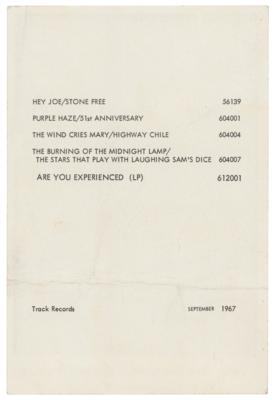 HEY JOE/STONE FREE 56139
PURPLE HAZE/51st ANNIVERSARY 604001
THE WIND CRIES MARY/HIGHWAY CHILE 604004
THE BURNING OF THE MIDNIGHT LAMP/
THE STARS THAT PLAY WITH LAUGHING SAM'S DICE 604007
ARE YOU EXPERIENCED (LP) 612001
Track Records SEPTEMBER 1967